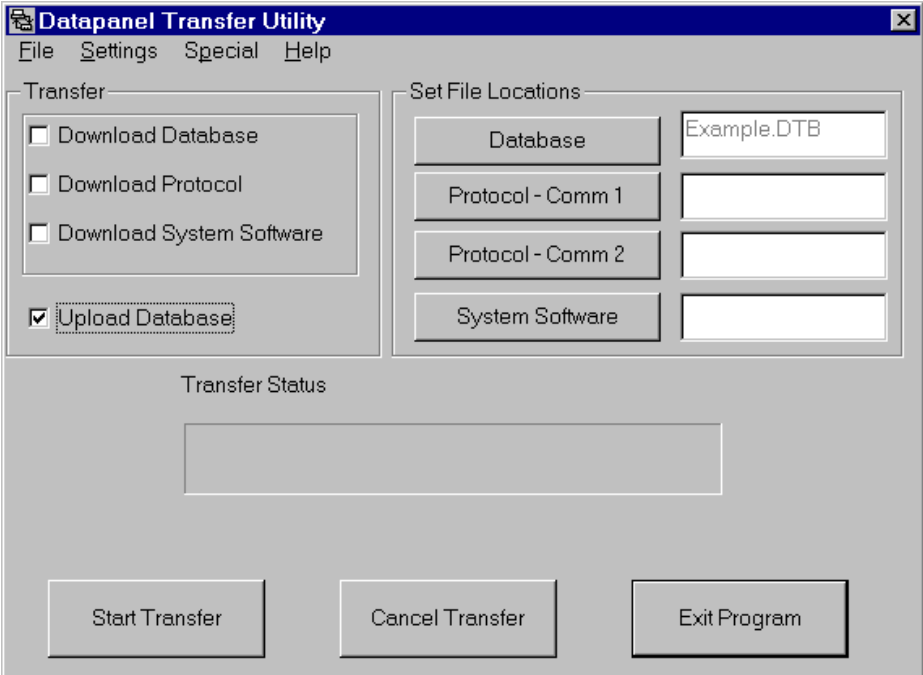 Datapanel Transfer Utility
File Settings Special Help
Transfer
Download Database
Download Protocol
Download System Software
Upload Database
Set File Locations
Database Example.DTB
Protocol - Comm 1
Protocol - Comm 2
System Software
Transfer Status
Start Transfer Cancel Transfer Exit Program